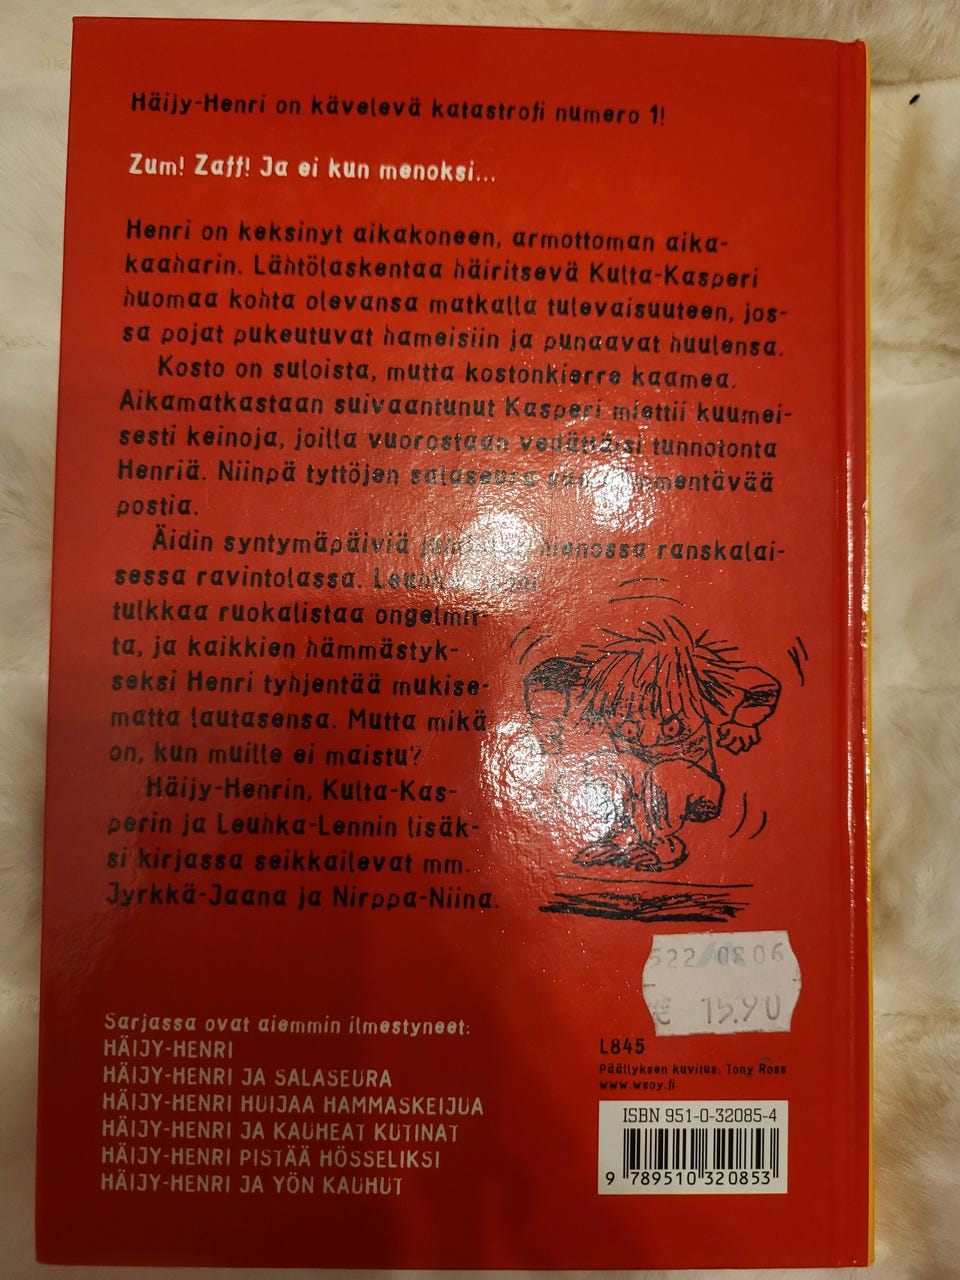 Häijy-Henri on kävelevä katastrofi numero 1!
Zum! Zaff! Ja ei kun menoksi...
Henri on keksinyt aikakoneen, armottoman aika-
kaaharin. Lähtölaskentaa häiritsevä Kulta-Kasperi
huomaa kohta olevansa matkalla tulevaisuuteen, jos-
sa pojat pukeutuvat hameisiin ja punaavat huulensa.
Kosto on suloista, mutta kostonkierre kaamea.
Aikamatkastaan suivaantunut Kasperi miettii kuumei-
sesti keinoja, joilla vuorostaan vedättäisi tunnotonta
Henriä. Niinpä tyttöjen salaseura saa
postia.
Äidin syntymäpäiviä hienossa ranskalai-
sessa ravintolassa. Leuhka-Lenni
tulkkaa ruokalistaa ongelmit-
ta, ja kaikkien hämmästyk-
seksi Henri tyhjentää mukise-
matta lautasensa. Mutta mikä
on, kun muille ei maistu?
Häijy-Henrin, Kulta-Kas-
perin ja Leuhka-Lennin lisäk-
si kirjassa seikkailevat mm.
Jyrkkä-Jaana ja Nirppa-Niina.
522 0806
€ 15.90
Sarjassa ovat aiemmin ilmestyneet:
HÄIJY-HENRI
HÄIJY-HENRI JA SALASEURA
HÄIJY-HENRI HUIJAA HAMMASKEIJUA
HÄIJY-HENRI JA KAUHEAT KUTINAT
HÄIJY-HENRI PISTÄÄ HÖSSELIKSI
HÄIJY-HENRI JA YÖN KAUHUT
L845
Päällyksen kuvitus: Tony Ross
www.wsoy.fi
ISBN 951-0-32085-4
9 789510 320853